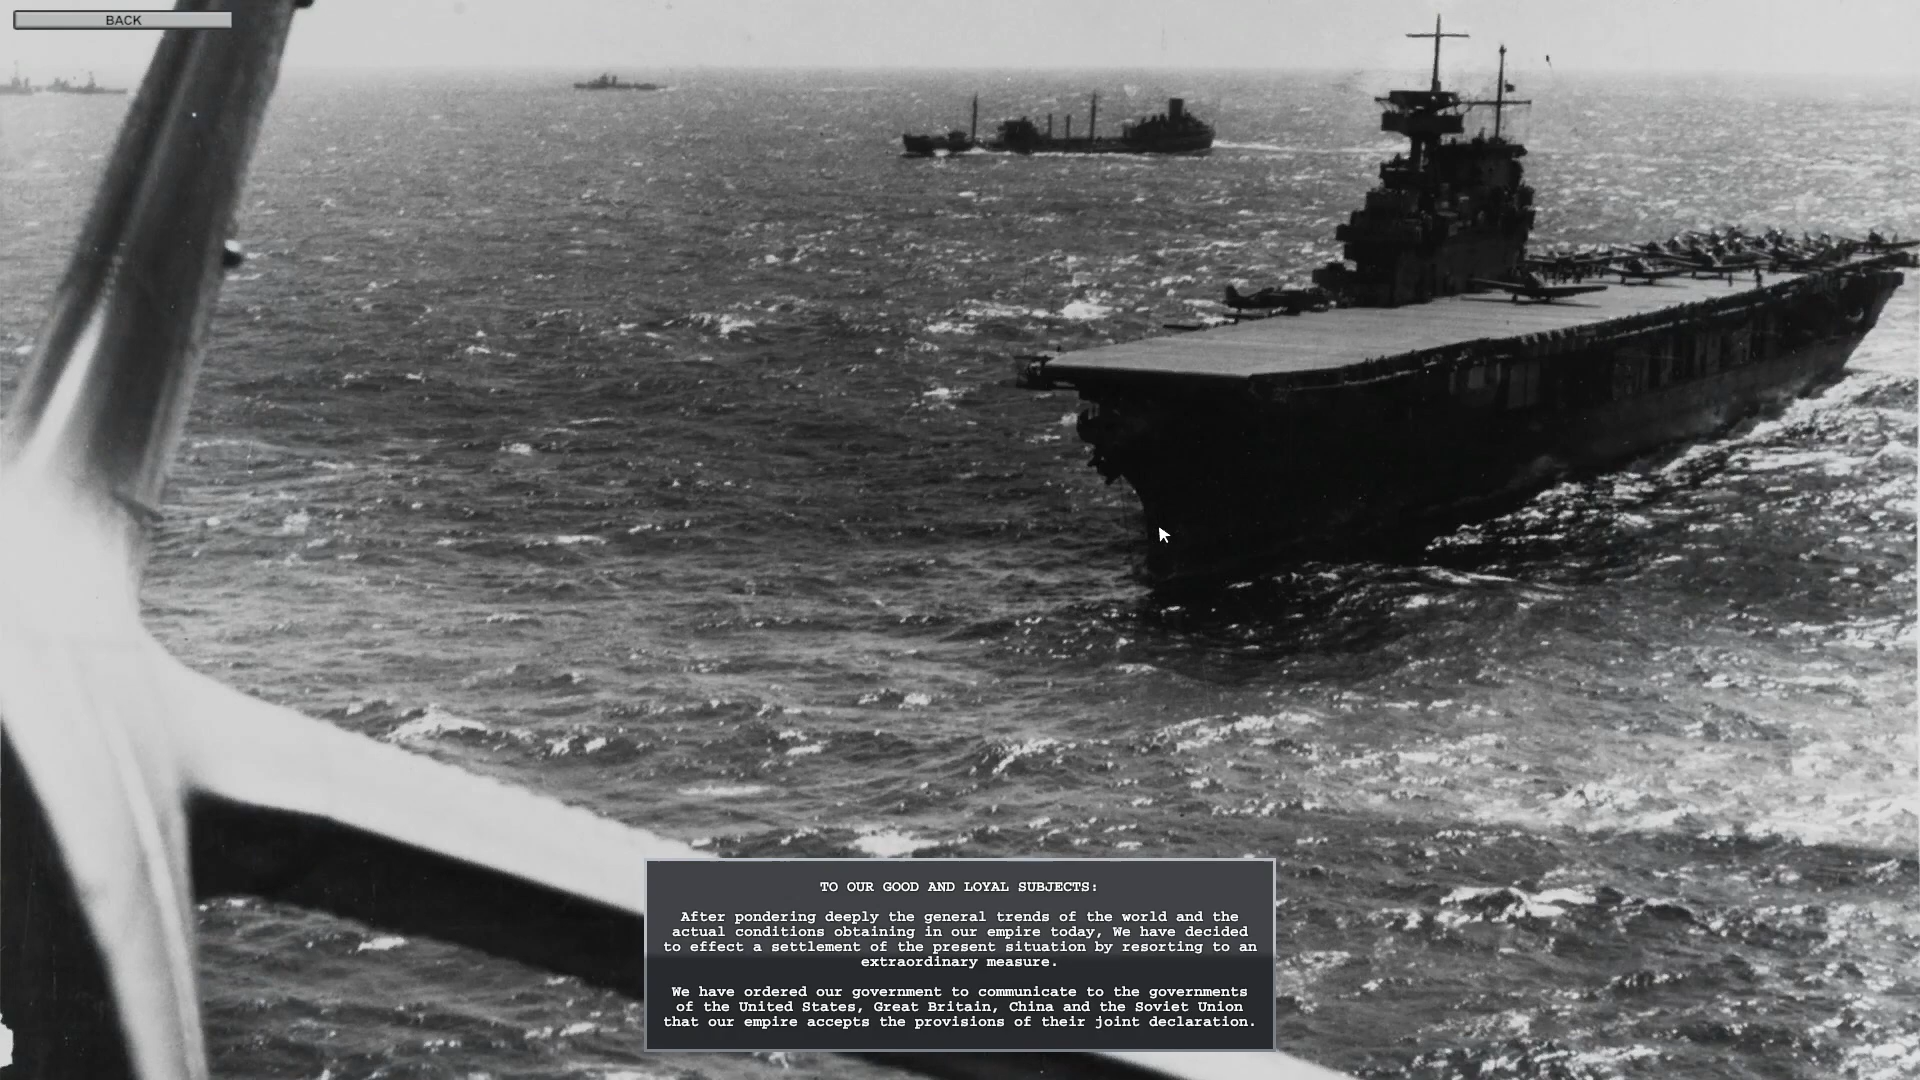 BACK
TO OUR GOOD AND LOYAL SUBJECTS:
After pondering deeply the general trends of the world and the
actual conditions obtaining in our empire today, We have decided
to effect a settlement of the present situation by resorting to an
extraordinary measure.
We have ordered our government to communicate to the governments
of the United States, Great Britain, China and the Soviet Union
that our empire accepts the provisions of their joint declaration.